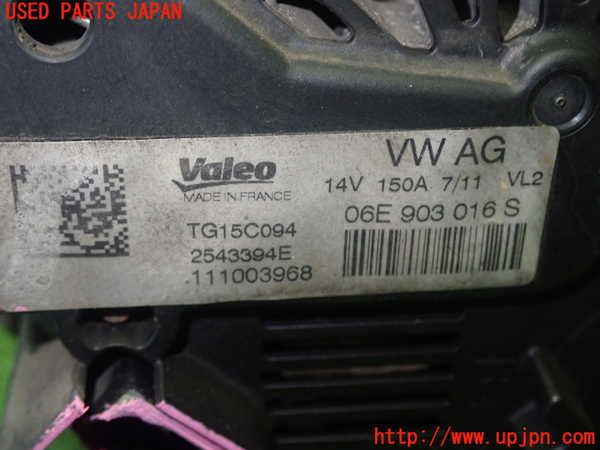 USED PARTS JAPAN
Valeo
MADE IN FRANCE
VW AG
14V 150A 7/11 VL2
TG15C094
06E 903 016 S
2543394E
.111003968
http://www.upjpn.com/